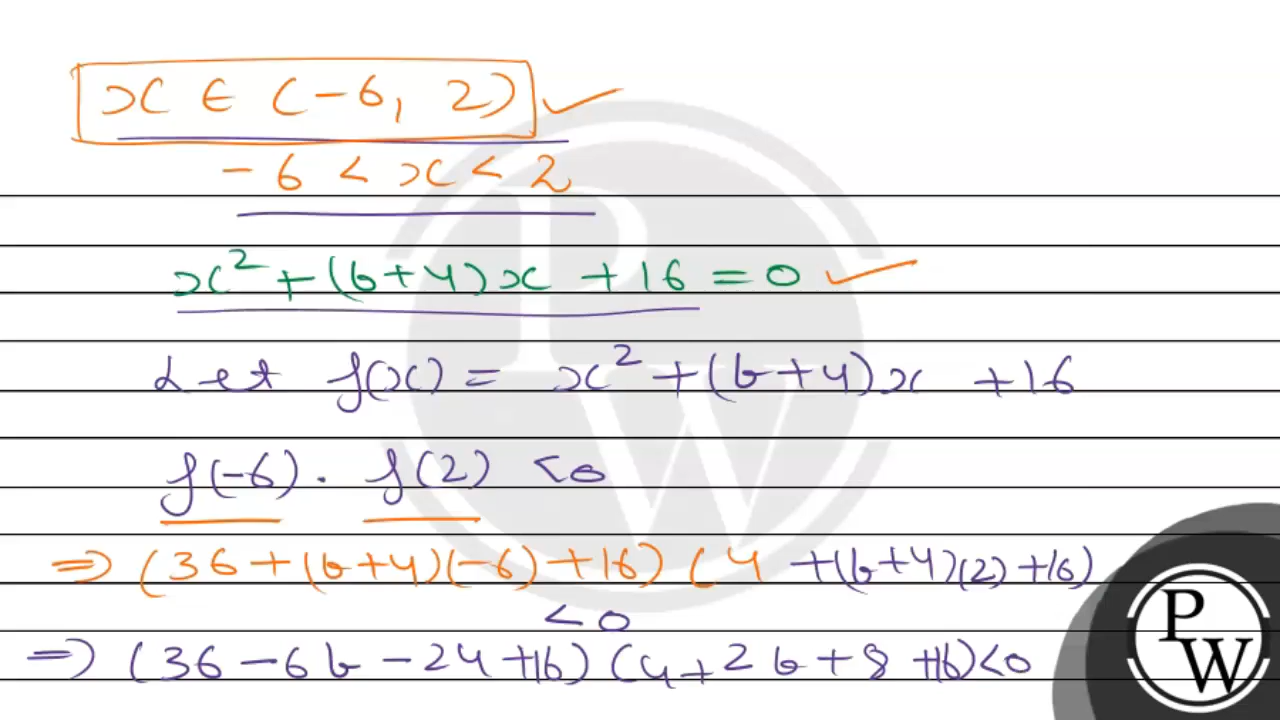 x ∈ (-6, 2)
-6 < x < 2
x² + (b+4)x + 16 = 0
Let f(x) = x² + (b+4)x + 16
f(-6) . f(2) < 0
⇒ (36 + (b+4)(-6) + 16) (4 + (b+4)(2) + 16)
< 0
⇒ (36 - 6b - 24 + 16) (4 + 2b + 8 + 16) < 0
PW
PW